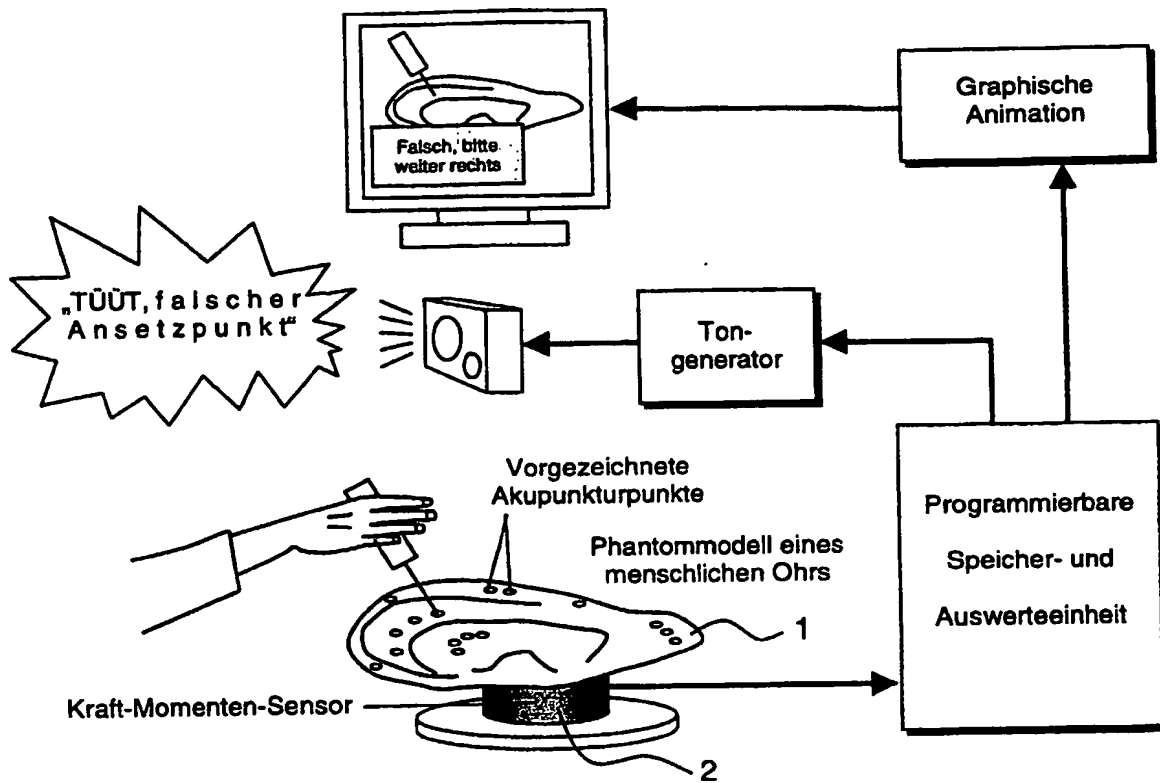 Graphische
Animation
Falsch, bitte
weiter rechts
„TÜÜT, falscher
Ansetzpunkt“
Ton-
generator
Vorgezeichnete
Akupunkturpunkte
Phantommodell eines
menschlichen Ohrs
Programmierbare
Speicher- und
Auswerteeinheit
1
Kraft-Momenten-Sensor
2